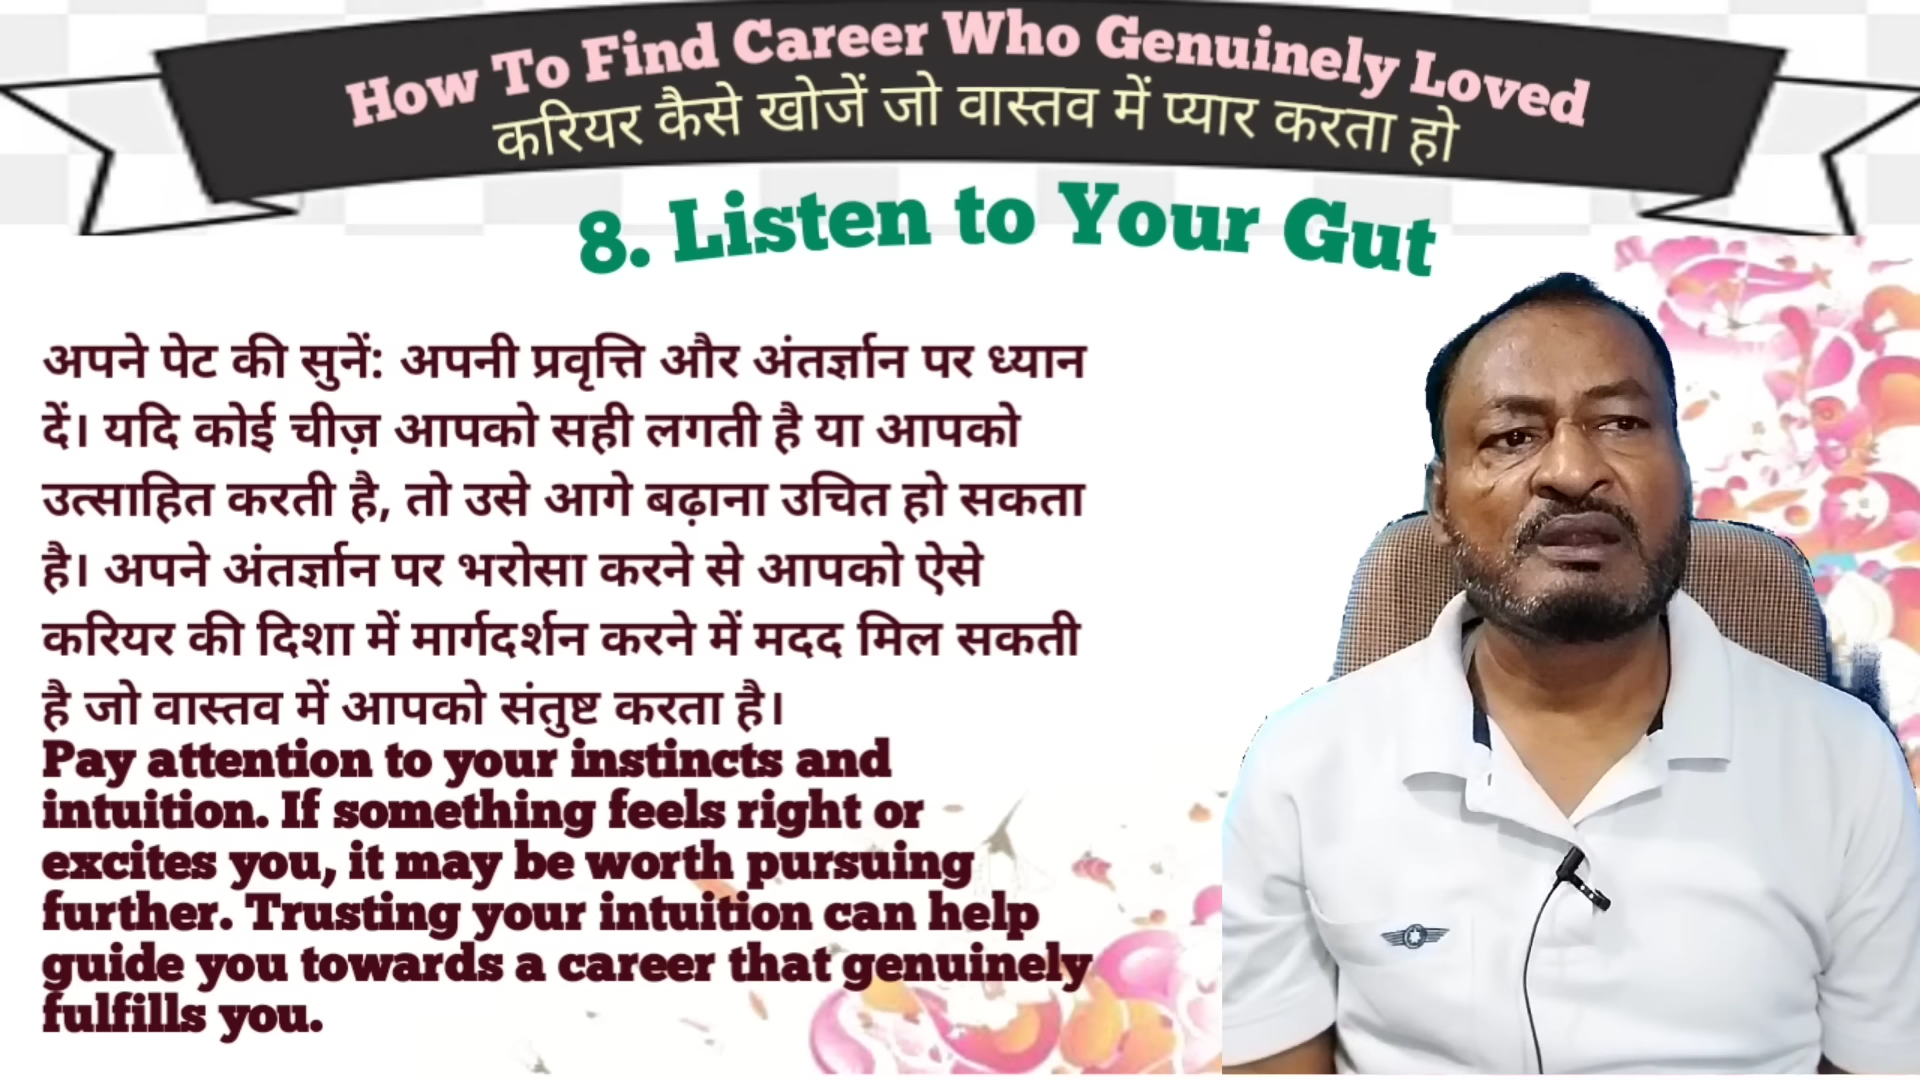 How To Find Career Who Genuinely Loved
करियर कैसे खोजें जो वास्तव में प्यार करता हो
8. Listen to Your Gut
अपने पेट की सुनें: अपनी प्रवृत्ति और अंतर्ज्ञान पर ध्यान
दें। यदि कोई चीज़ आपको सही लगती है या आपको
उत्साहित करती है, तो उसे आगे बढ़ाना उचित हो सकता
है। अपने अंतर्ज्ञान पर भरोसा करने से आपको ऐसे
करियर की दिशा में मार्गदर्शन करने में मदद मिल सकती
है जो वास्तव में आपको संतुष्ट करता है।
Pay attention to your instincts and
intuition. If something feels right or
excites you, it may be worth pursuing
further. Trusting your intuition can help
guide you towards a career that genuinely
fulfills you.